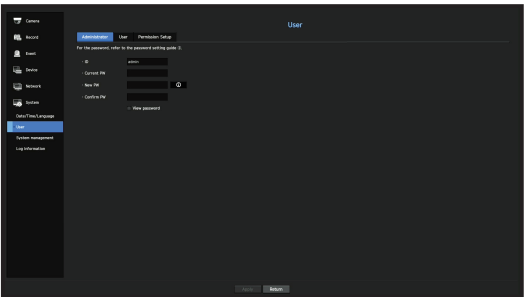 User
Camera
Record
Event
Device
Network
System
Date/Time/Language
User
System management
Log Information
Administrator
User
Permission Setup
For the password, refer to the password setting guide
· ID
admin
· Current PW
· New PW
· Confirm PW
View password
Return